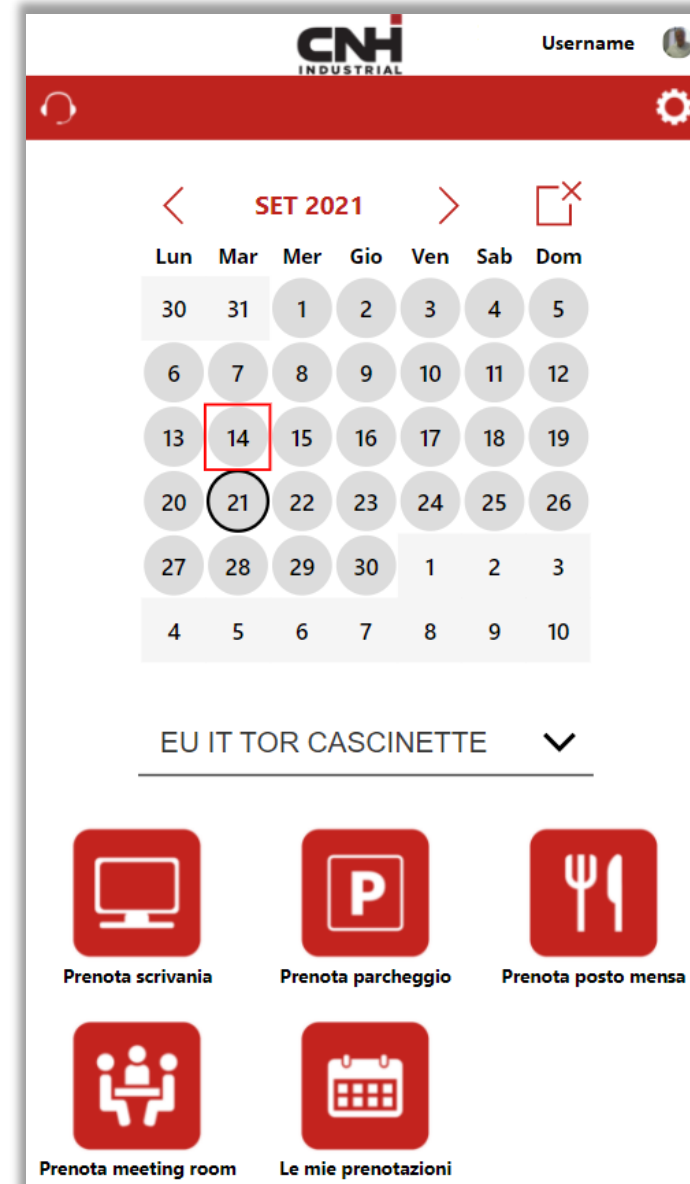 CNH
INDUSTRIAL
Username
SET 2021
Lun Mar Mer Gio Ven Sab Dom
30 31 1 2 3 4 5
6 7 8 9 10 11 12
13 14 15 16 17 18 19
20 21 22 23 24 25 26
27 28 29 30 1 2 3
4 5 6 7 8 9 10
EU IT TOR CASCINETTE
P
Prenota scrivania Prenota parcheggio Prenota posto mensa
Prenota meeting room Le mie prenotazioni